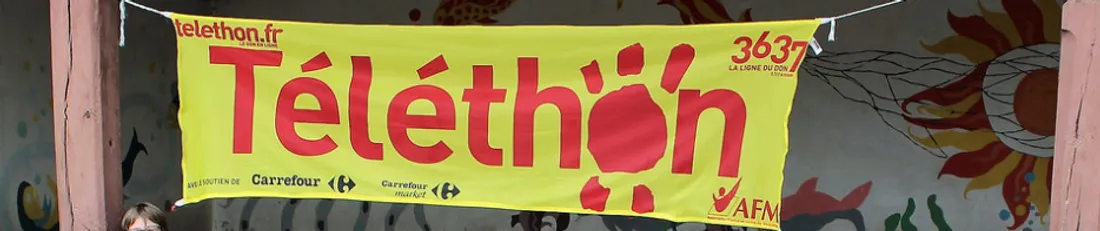 telethon.fr
LE DON EN LIGNE
3637
LA LIGNE DU DON
Téléthon
AVEC LE SOUTIEN DE Carrefour Carrefour market
AFM